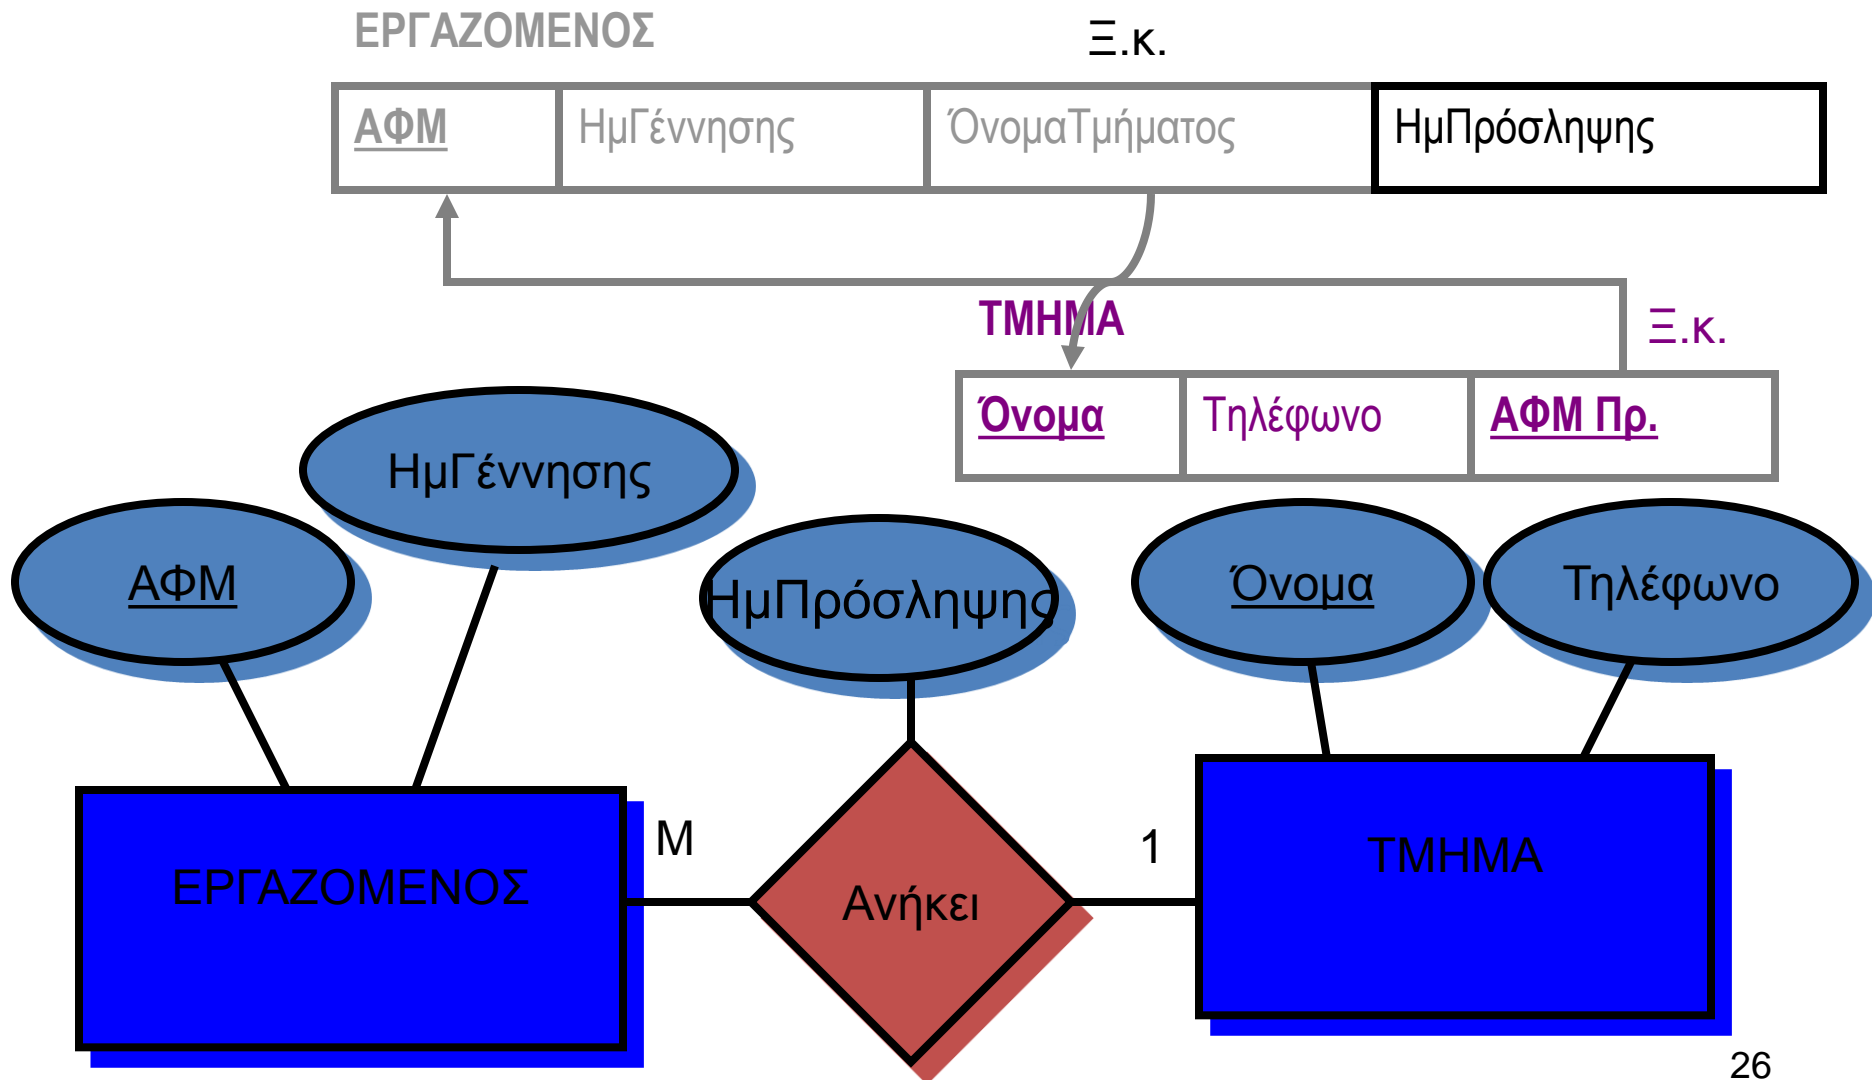 ΕΡΓΑΖΟΜΕΝΟΣ
Ξ.κ.
ΑΦΜ ΗμΓέννησης ΌνομαΤμήματος ΗμΠρόσληψης
ΤΜΗΜΑ
Ξ.κ.
Όνομα Τηλέφωνο ΑΦΜ Πρ.
ΗμΓέννησης
ΑΦΜ
ΗμΠρόσληψης
Όνομα
Τηλέφωνο
ΕΡΓΑΖΟΜΕΝΟΣ
Μ
Ανήκει
1
ΤΜΗΜΑ
26